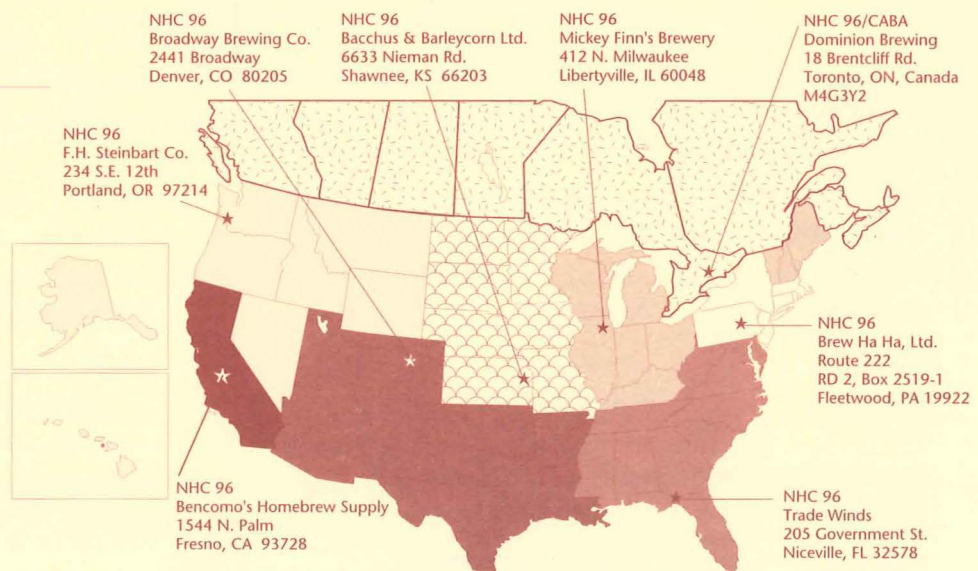 NHC 96
Broadway Brewing Co.
2441 Broadway
Denver, CO 80205
NHC 96
Bacchus & Barleycorn Ltd.
6633 Nieman Rd.
Shawnee, KS 66203
NHC 96
Mickey Finn's Brewery
412 N. Milwaukee
Libertyville, IL 60048
NHC 96/CABA
Dominion Brewing
18 Brentcliff Rd.
Toronto, ON, Canada
M4G3Y2
NHC 96
F.H. Steinbart Co.
234 S.E. 12th
Portland, OR 97214
NHC 96
Brew Ha Ha, Ltd.
Route 222
RD 2, Box 2519-1
Fleetwood, PA 19922
NHC 96
Bencomo's Homebrew Supply
1544 N. Palm
Fresno, CA 93728
NHC 96
Trade Winds
205 Government St.
Niceville, FL 32578